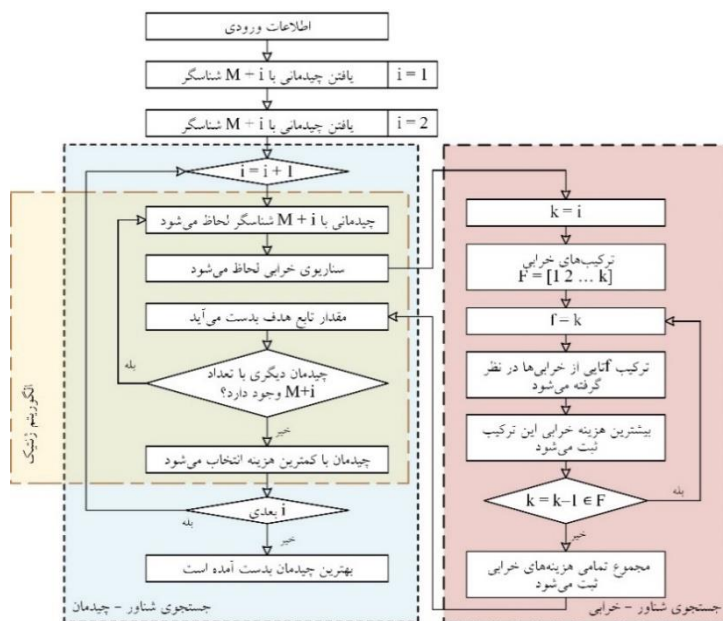 اطلاعات ورودی
یافتن چیدمانی با M + i شناسگر
i = 1
یافتن چیدمانی با M + i شناسگر
i = 2
i = i + 1
چیدمانی با M + i شناسگر لحاظ می‌شود
سناریوی خرابی لحاظ می‌شود
مقدار تابع هدف بدست می‌آید
چیدمان دیگری با تعداد
M+i وجود دارد؟
بله
خیر
چیدمان با کمترین هزینه انتخاب می‌شود
i بعدی
بله
خیر
بهترین چیدمان بدست آمده است
الگوریتم ژنتیک
جستجوی شناور - چیدمان
k = i
ترکیب‌های خرابی
F = [1 2 ... k]
f = k
ترکیب fتایی از خرابی‌ها در نظر
گرفته می‌شود
بیشترین هزینه خرابی این ترکیب
ثبت می‌شود
k = k–1 ∈ F
بله
خیر
مجموع تمامی هزینه‌های خرابی
ثبت می‌شود
جستجوی شناور - خرابی